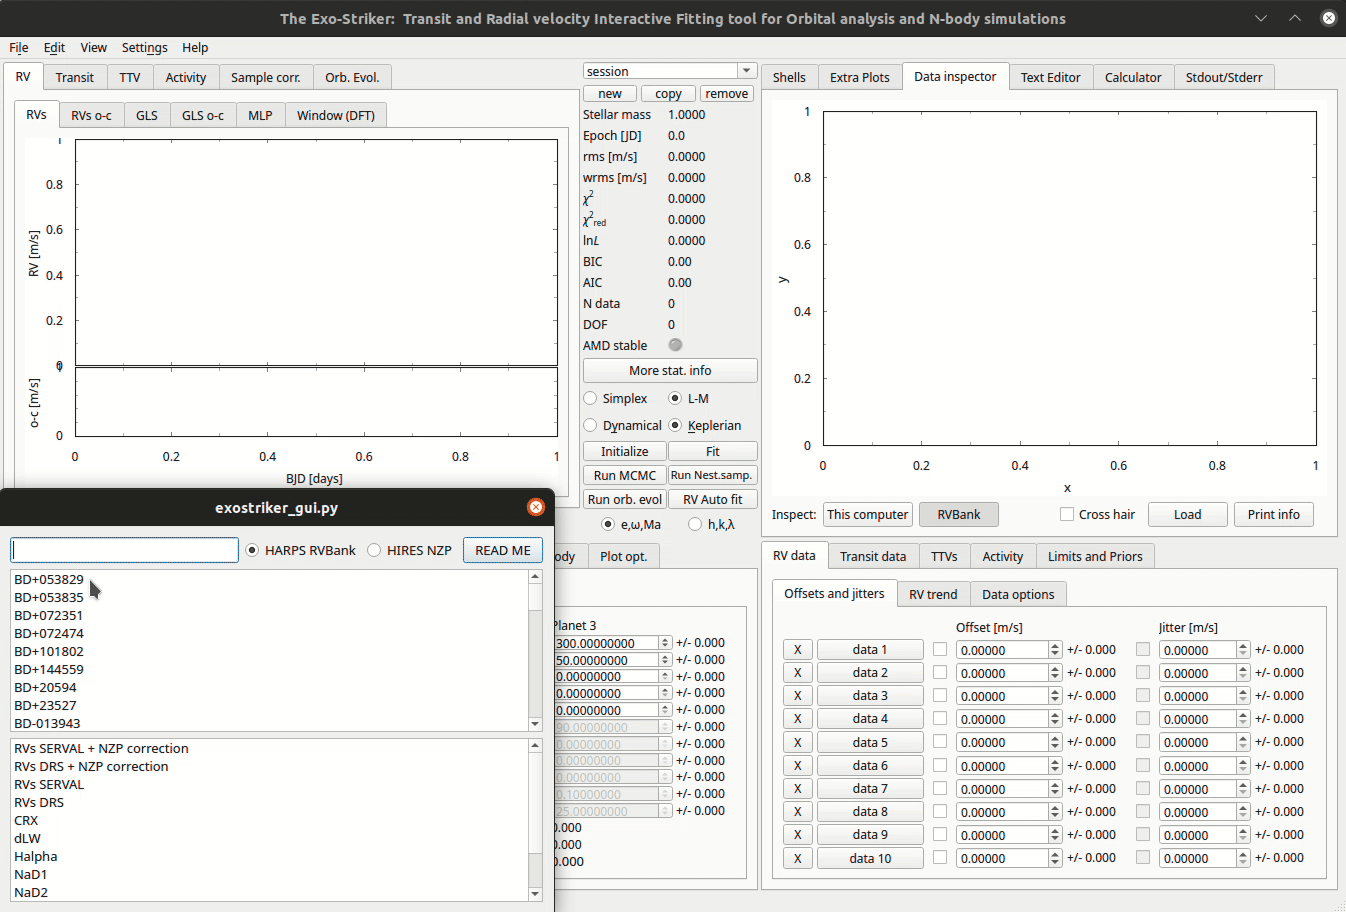 The Exo-Striker: Transit and Radial velocity Interactive Fitting tool for Orbital analysis and N-body simulations
File Edit View Settings Help
RV Transit TTV Activity Sample corr. Orb. Evol.
RVs RVs o-c GLS GLS o-c MLP Window (DFT)
1
0.8
0.6
0.4
0.2
0
RV [m/s]
1
0
o-c [m/s]
0 0.2 0.4 0.6 0.8 1
BJD [days]
session
new copy remove
Stellar mass 1.0000
Epoch [JD] 0.0
rms [m/s] 0.0000
wrms [m/s] 0.0000
χ² 0.0000
χ²red 0.0000
lnL 0.0000
BIC 0.00
AIC 0.00
N data 0
DOF 0
AMD stable
More stat. info
Simplex L-M
Dynamical Keplerian
Initialize Fit
Run MCMC Run Nest.samp.
Run orb. evol RV Auto fit
e,ω,Ma h,k,λ
Shells Extra Plots Data inspector Text Editor Calculator Stdout/Stderr
1
0.8
0.6
0.4
0.2
0
y
0 0.2 0.4 0.6 0.8 1
x
Inspect: This computer RVBank Cross hair Load Print info
exostriker_gui.py
HARPS RVBank HIRES NZP READ ME
BD+053829
BD+053835
BD+072351
BD+072474
BD+101802
BD+144559
BD+20594
BD+23527
BD-013943
RVs SERVAL + NZP correction
RVs DRS + NZP correction
RVs SERVAL
RVs DRS
CRX
dLW
Halpha
NaD1
NaD2
ody Plot opt.
Planet 3
300.00000000 +/- 0.000
50.00000000 +/- 0.000
0.00000000 +/- 0.000
0.00000000 +/- 0.000
0.00000000 +/- 0.000
90.00000000 +/- 0.000
0.00000000 +/- 0.000
0.00000000 +/- 0.000
0.00000000 +/- 0.000
0.10000000 +/- 0.000
25.00000000 +/- 0.000
0.000
0.000
0.000
RV data Transit data TTVs Activity Limits and Priors
Offsets and jitters RV trend Data options
Offset [m/s] Jitter [m/s]
X data 1 0.00000 +/- 0.000 0.00000 +/- 0.000
X data 2 0.00000 +/- 0.000 0.00000 +/- 0.000
X data 3 0.00000 +/- 0.000 0.00000 +/- 0.000
X data 4 0.00000 +/- 0.000 0.00000 +/- 0.000
X data 5 0.00000 +/- 0.000 0.00000 +/- 0.000
X data 6 0.00000 +/- 0.000 0.00000 +/- 0.000
X data 7 0.00000 +/- 0.000 0.00000 +/- 0.000
X data 8 0.00000 +/- 0.000 0.00000 +/- 0.000
X data 9 0.00000 +/- 0.000 0.00000 +/- 0.000
X data 10 0.00000 +/- 0.000 0.00000 +/- 0.000